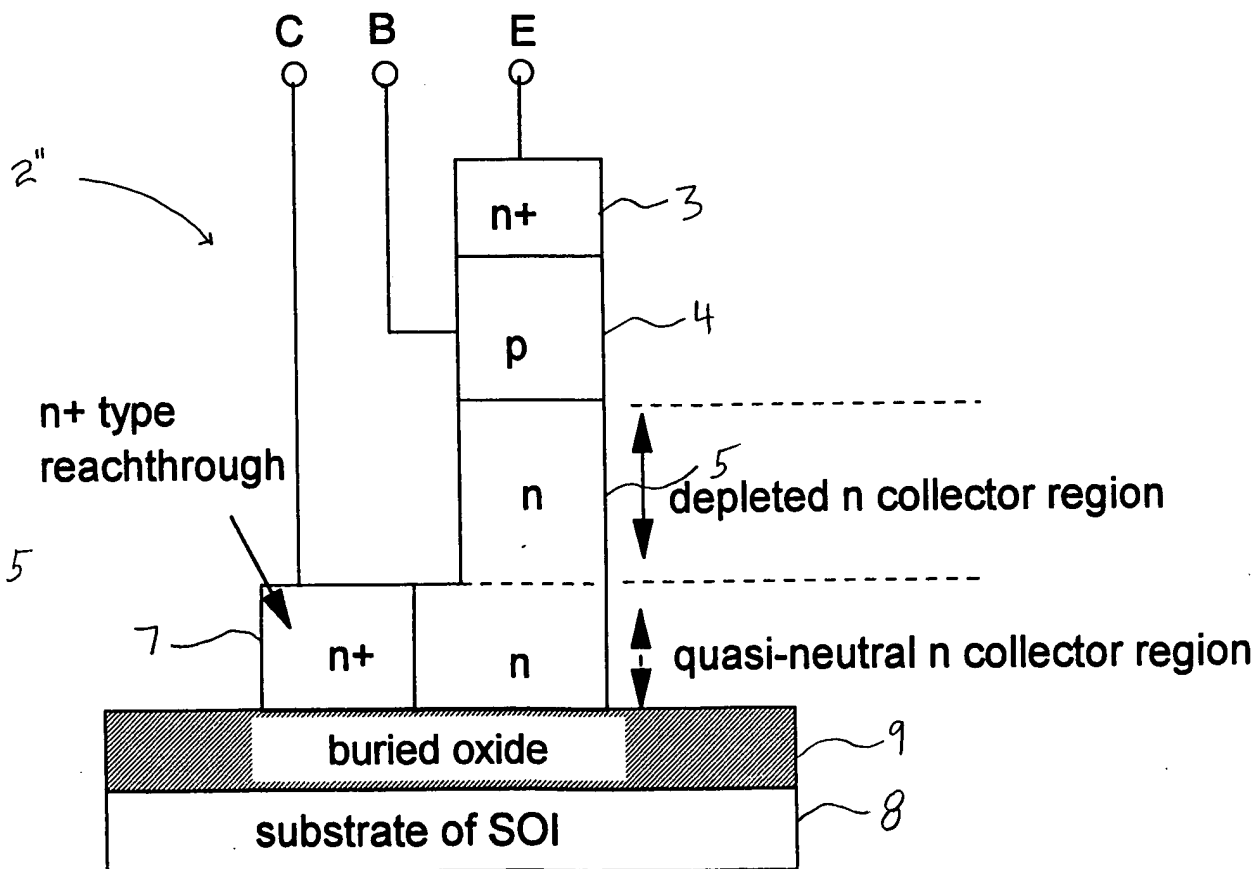 C B E
2"
n+
3
p
4
n+ type
reachthrough
n
5
depleted n collector region
5
7
n+
n
quasi-neutral n collector region
buried oxide
9
substrate of SOI
8